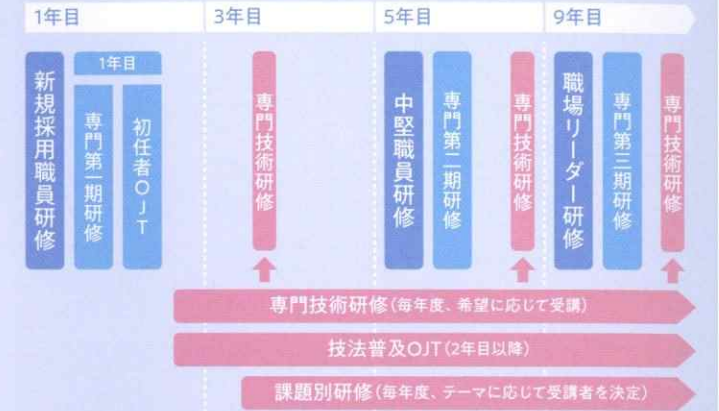 1年目
3年目
5年目
9年目
新規採用職員研修
1年目
専門第一期研修
初任者OJT
専門技術研修
中堅職員研修
専門第二期研修
専門技術研修
職場リーダー研修
専門第三期研修
専門技術研修
専門技術研修(毎年度、希望に応じて受講)
技法普及OJT(2年目以降)
課題別研修(毎年度、テーマに応じて受講者を決定)